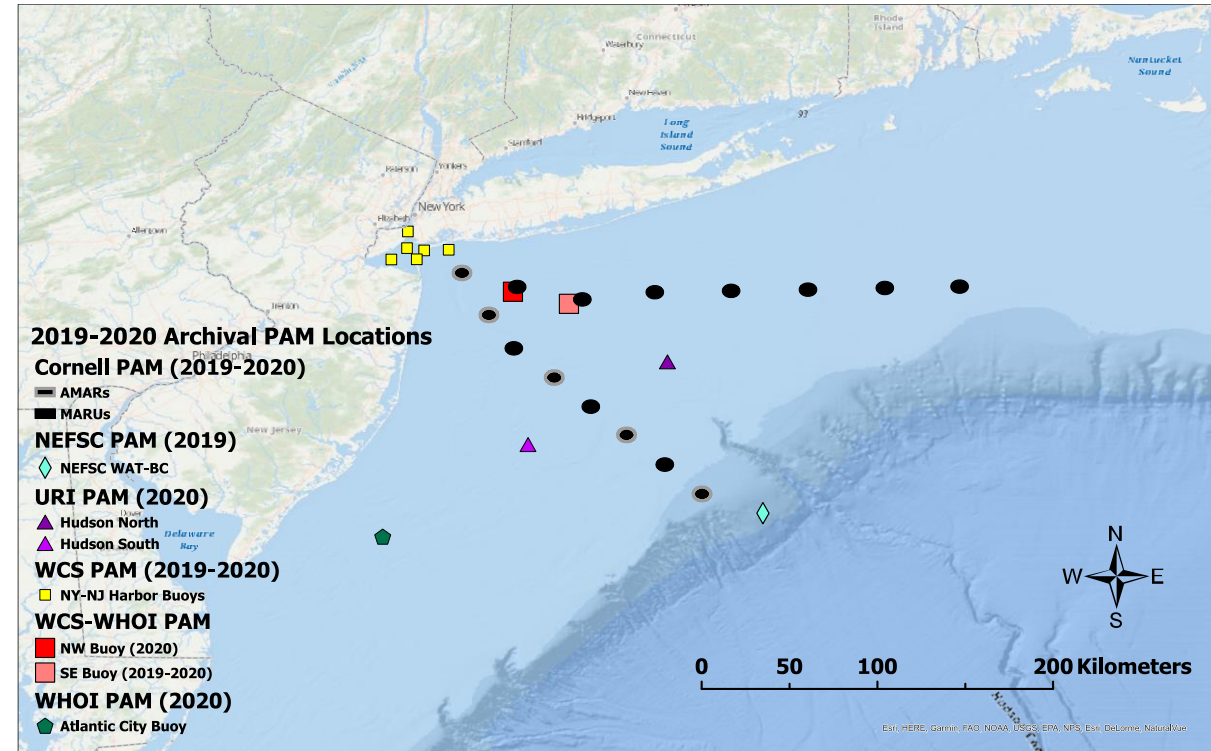 Rhode
Island
Connecticut
Waterbury
Nantucket
Sound
New Haven
Bridgeport
93
Long
Island
Sound
Stamford
Paterson
Yonkers
New York
Elizabeth
Allentown
Trenton
2019-2020 Archival PAM Locations
Philadelphia
Cornell PAM (2019-2020)
AMARs
MARUs
New Jersey
NEFSC PAM (2019)
NEFSC WAT-BC
URI PAM (2020)
Dover
Hudson North
Delaware
Bay
Hudson South
WCS PAM (2019-2020)
NY-NJ Harbor Buoys
WCS-WHOI PAM
NW Buoy (2020)
SE Buoy (2019-2020)
WHOI PAM (2020)
Atlantic City Buoy
N
W
E
S
0 50 100 200 Kilometers
Hudson
Esri, HERE, Garmin, FAO, NOAA, USGS, EPA, NPS, Esri, DeLorme, NaturalVue